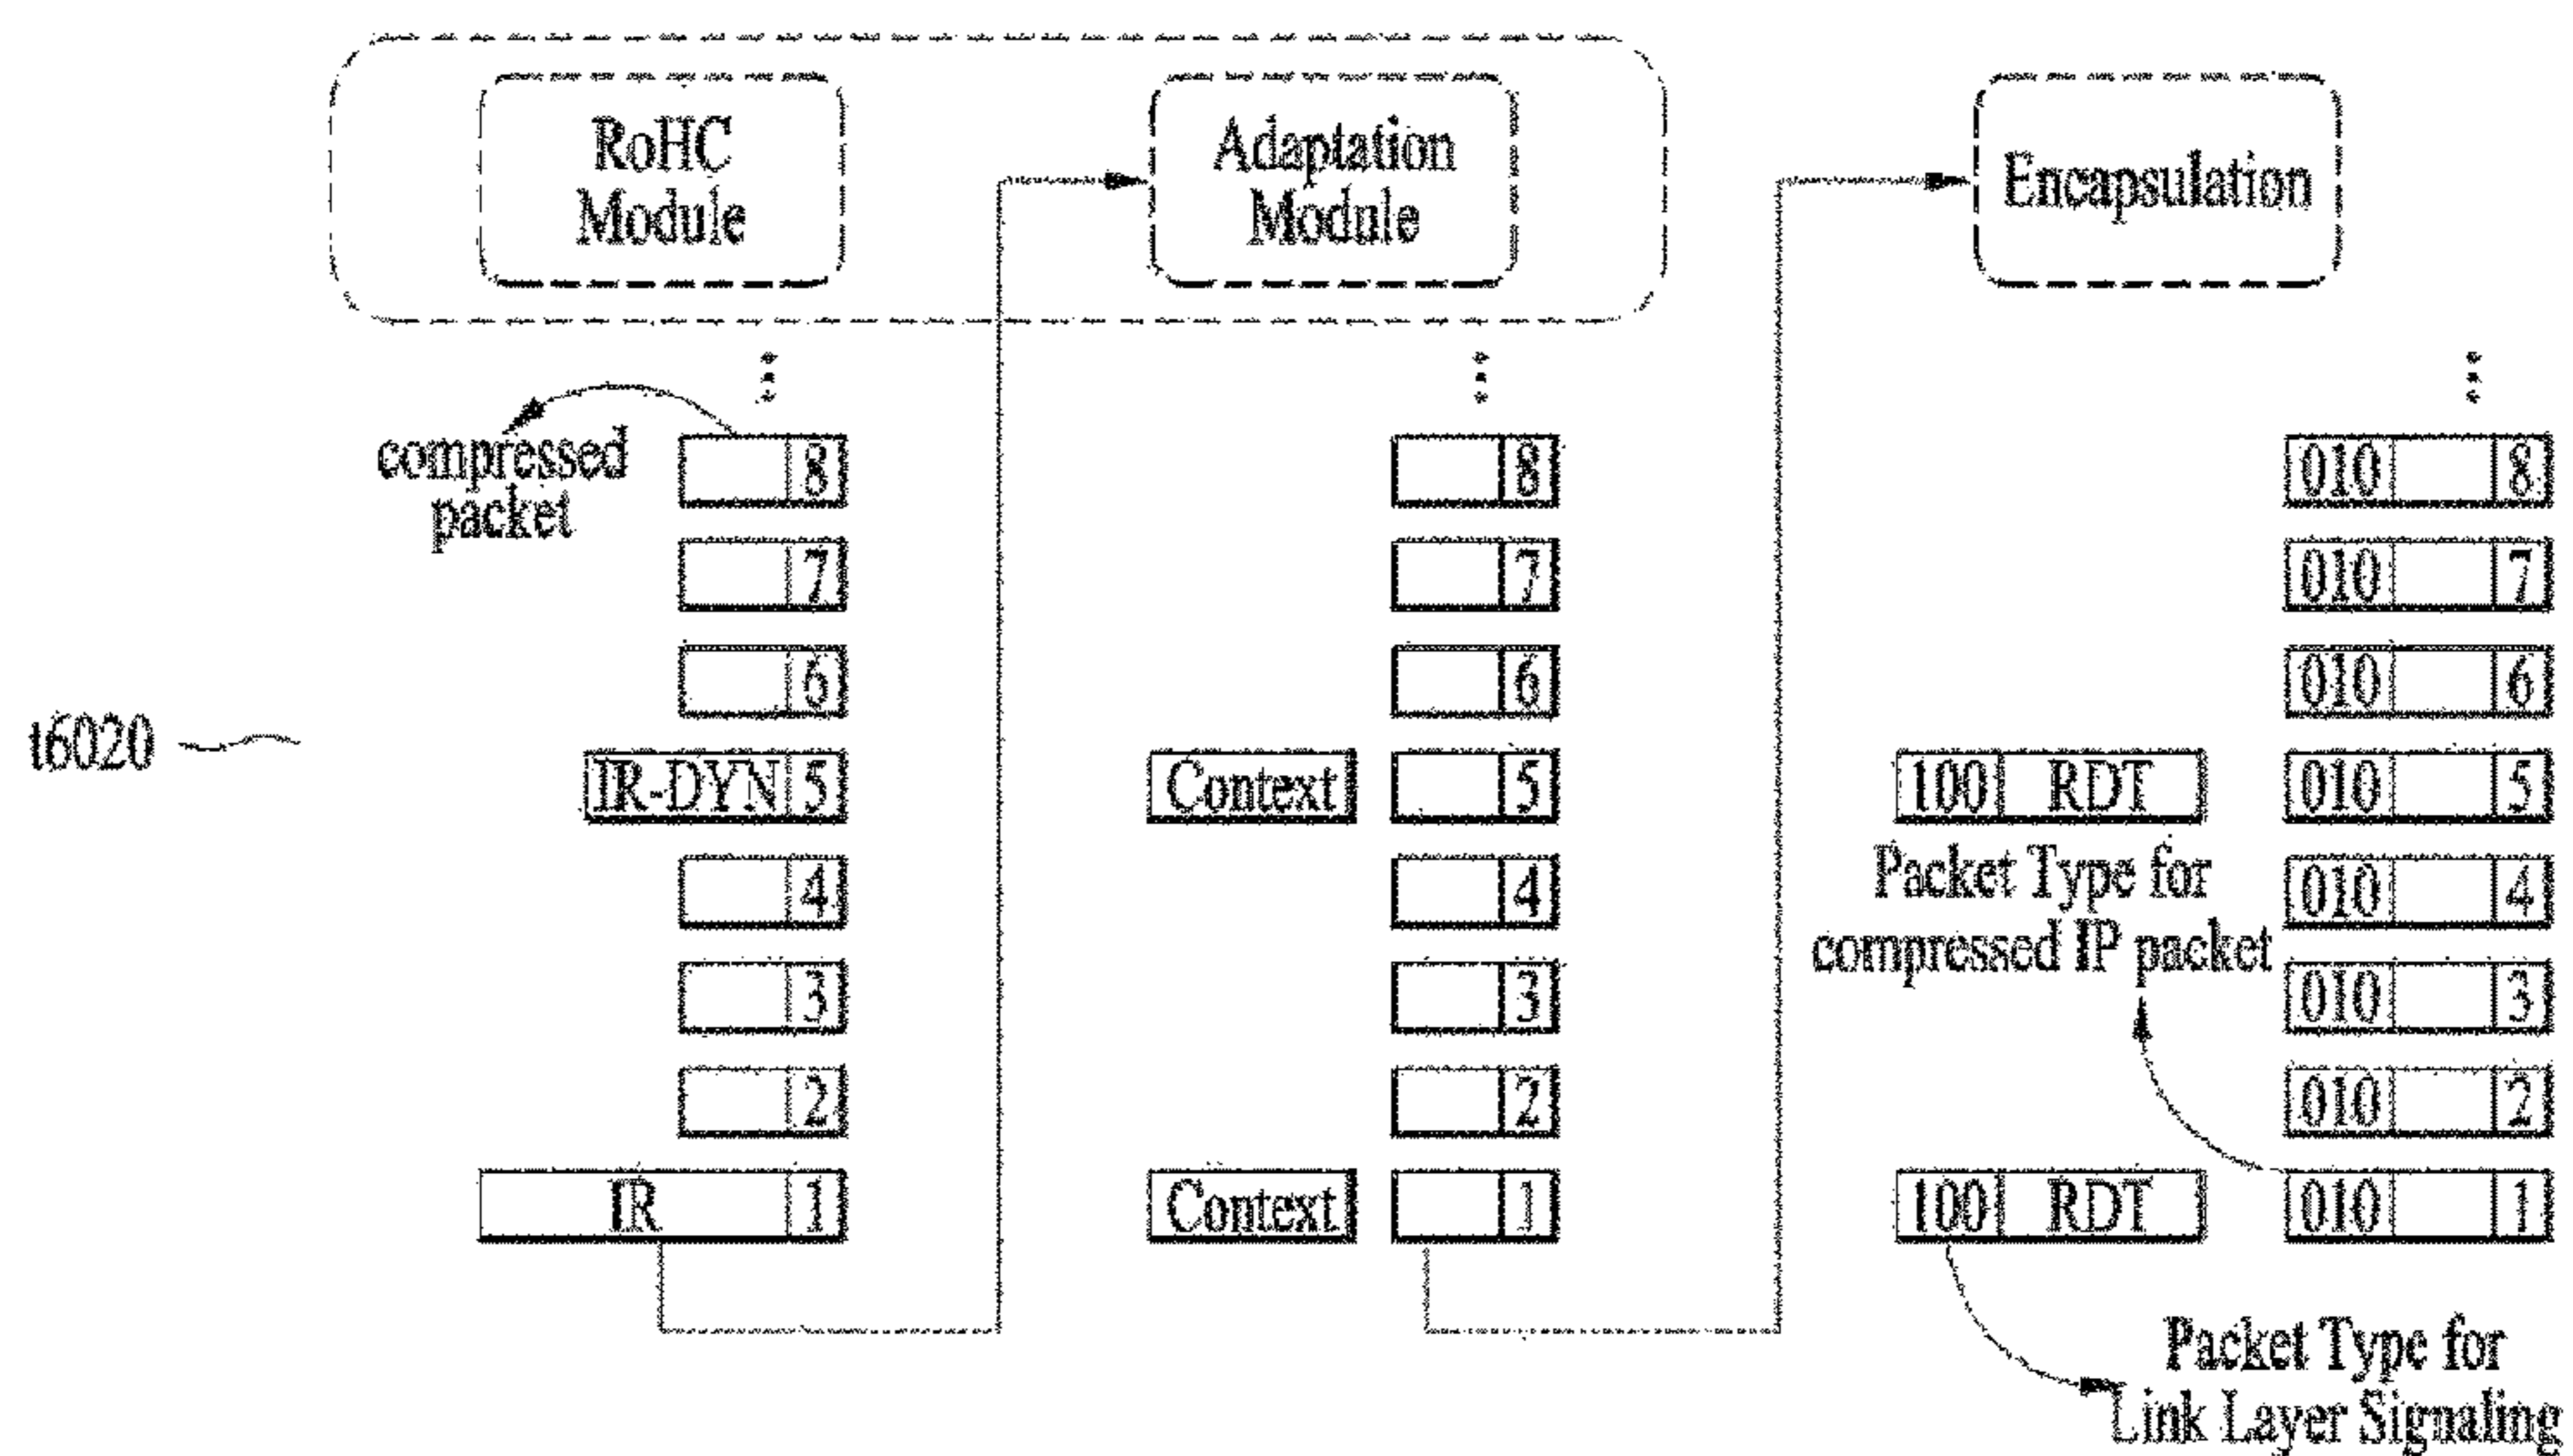 RoHC
Module
Adaptation
Module
Encapsulation
compressed
packet
8
8
010 8
7
7
010 7
6
6
010 6
t6020
IR-DYN 5
Context 5
100 RDT 010 5
4
4
Packet Type for
compressed IP packet
010 4
3
3
010 3
2
2
010 2
IR 1
Context 1
100 RDT 010 1
Packet Type for
Link Layer Signaling